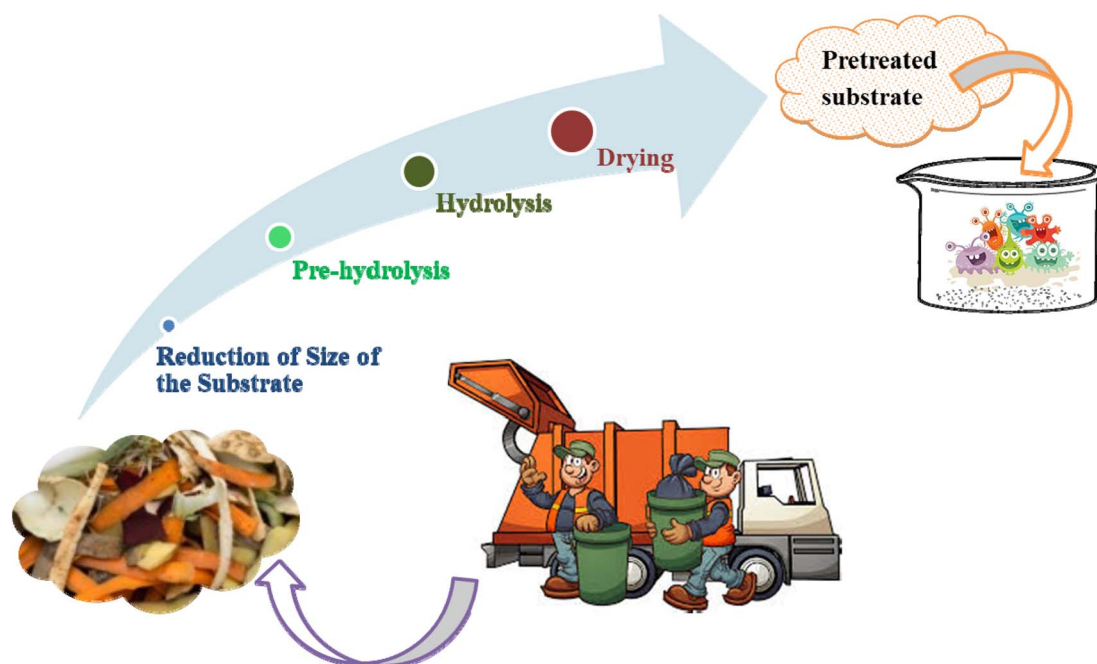 Pretreated
substrate
Drying
Hydrolysis
Pre-hydrolysis
Reduction of Size of
the Substrate